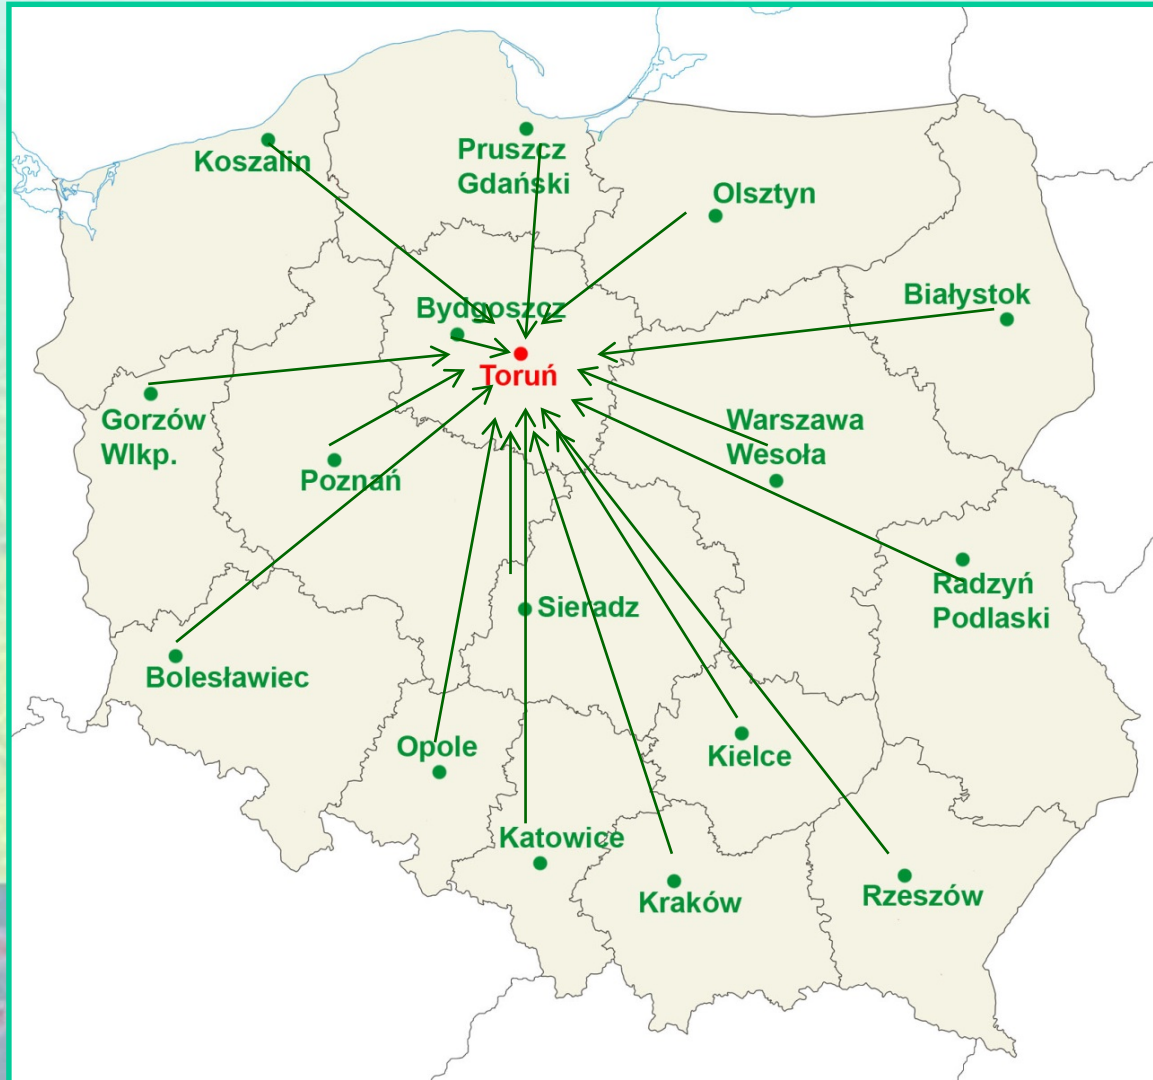 Koszalin
Pruszcz
Gdański
Olsztyn
Białystok
Bydgoszcz
Toruń
Gorzów
Wlkp.
Poznań
Warszawa
Wesoła
Radzyń
Podlaski
Sieradz
Bolesławiec
Opole
Kielce
Katowice
Kraków
Rzeszów